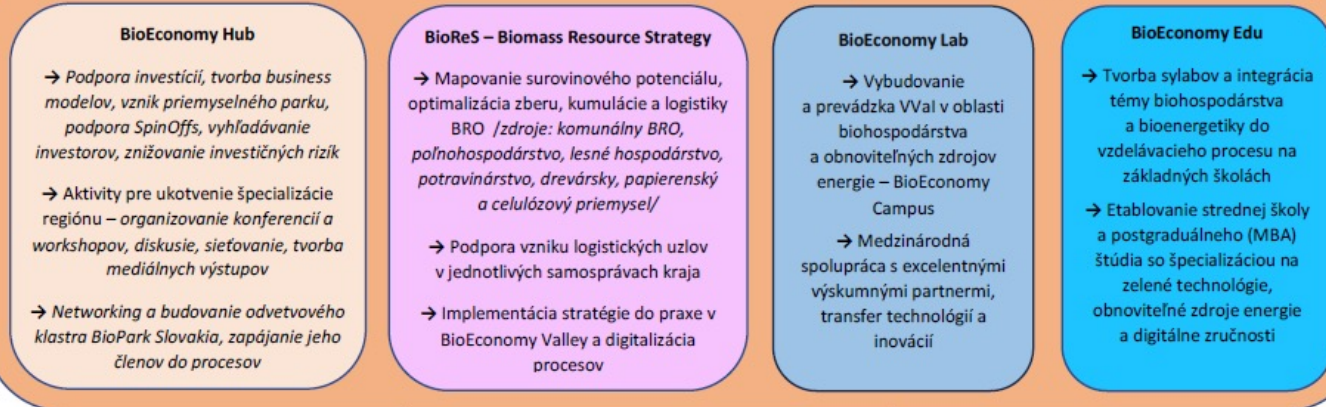 BioEconomy Hub
→ Podpora investícií, tvorba business
modelov, vznik priemyselného parku,
podpora SpinOffs, vyhľadávanie
investorov, znižovanie investičných rizík
→ Aktivity pre ukotvenie špecializácie
regiónu – organizovanie konferencií a
workshopov, diskusie, sieťovanie, tvorba
mediálnych výstupov
→ Networking a budovanie odvetvového
klastra BioPark Slovakia, zapájanie jeho
členov do procesov
BioReS – Biomass Resource Strategy
→ Mapovanie surovinového potenciálu,
optimalizácia zberu, kumulácie a logistiky
BRO /zdroje: komunálny BRO,
poľnohospodárstvo, lesné hospodárstvo,
potravinárstvo, drevársky, papierenský
a celulózový priemysel/
→ Podpora vzniku logistických uzlov
v jednotlivých samosprávach kraja
→ Implementácia stratégie do praxe v
BioEconomy Valley a digitalizácia
procesov
BioEconomy Lab
→ Vybudovanie
a prevádzka VVaI v oblasti
biohospodárstva
a obnoviteľných zdrojov
energie – BioEconomy
Campus
→ Medzinárodná
spolupráca s excelentnými
výskumnými partnermi,
transfer technológií a
inovácií
BioEconomy Edu
→ Tvorba sylabov a integrácia
témy biohospodárstva
a bioenergetiky do
vzdelávacieho procesu na
základných školách
→ Etablovanie strednej školy
a postgraduálneho (MBA)
štúdia so špecializáciou na
zelené technológie,
obnoviteľné zdroje energie
a digitálne zručnosti